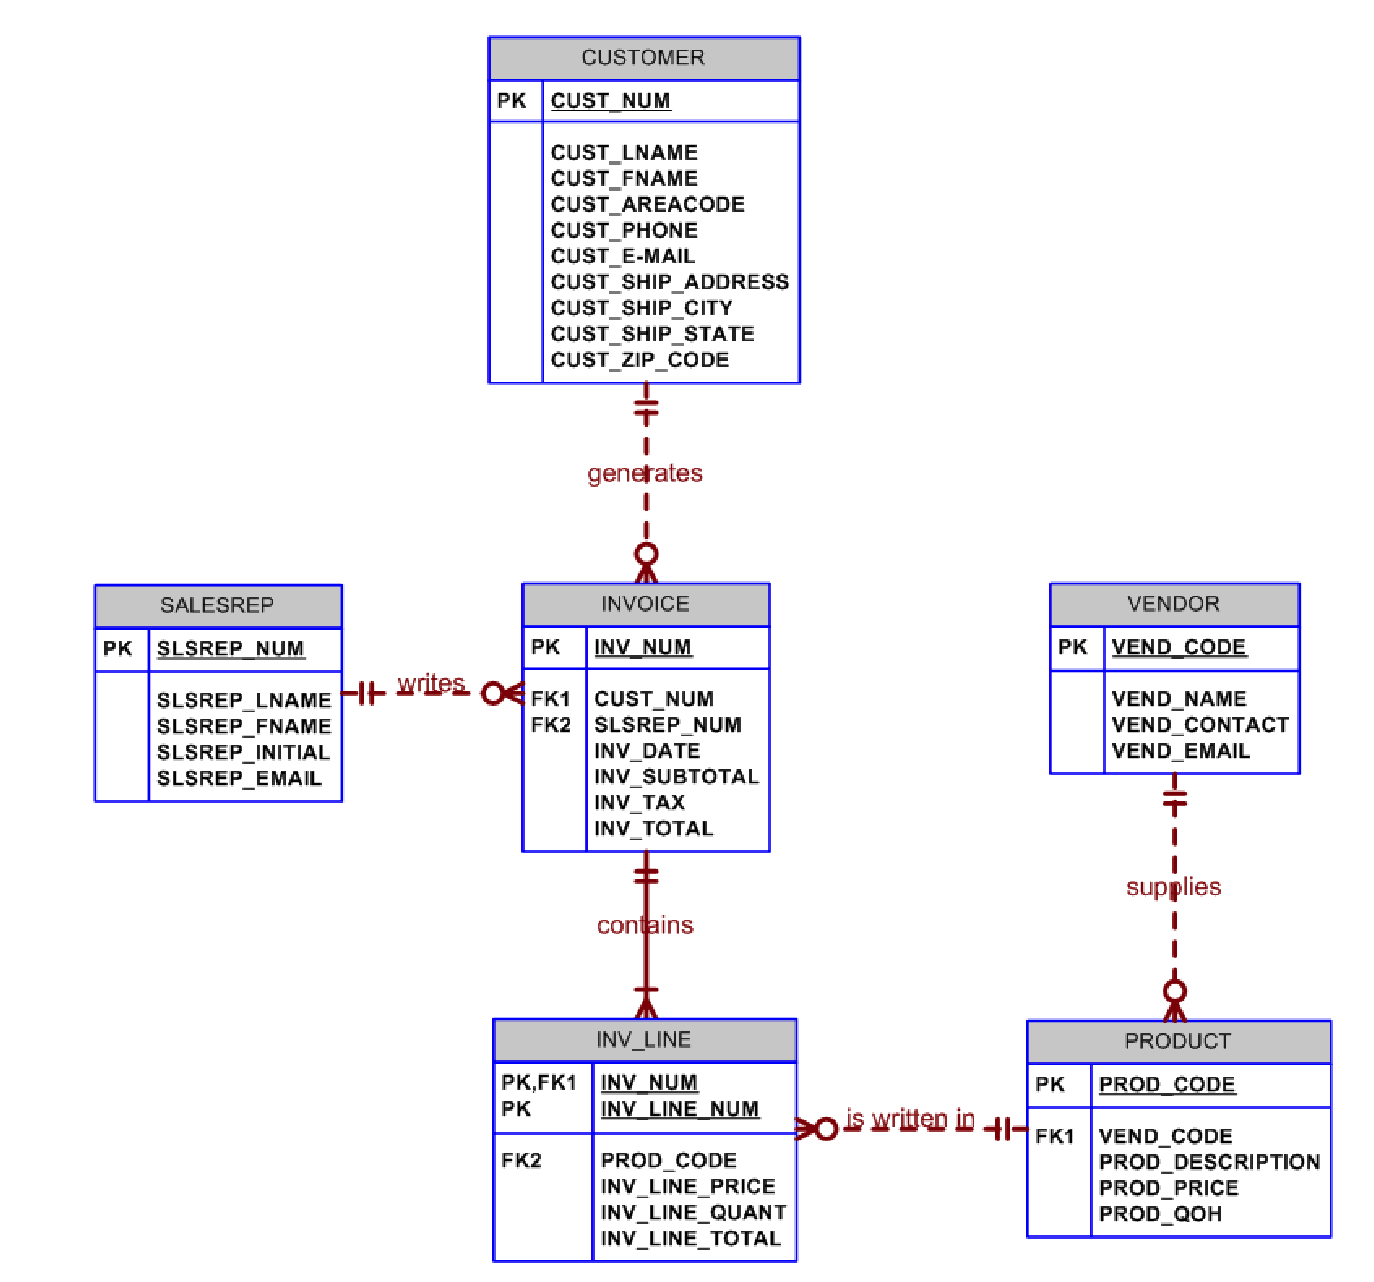 CUSTOMER
PK CUST_NUM
CUST_LNAME
CUST_FNAME
CUST_AREACODE
CUST_PHONE
CUST_E-MAIL
CUST_SHIP_ADDRESS
CUST_SHIP_CITY
CUST_SHIP_STATE
CUST_ZIP_CODE
generates
SALESREP
PK SLSREP_NUM
SLSREP_LNAME
SLSREP_FNAME
SLSREP_INITIAL
SLSREP_EMAIL
writes
INVOICE
PK INV_NUM
FK1 CUST_NUM
FK2 SLSREP_NUM
INV_DATE
INV_SUBTOTAL
INV_TAX
INV_TOTAL
VENDOR
PK VEND_CODE
VEND_NAME
VEND_CONTACT
VEND_EMAIL
supplies
contains
INV_LINE
PK,FK1 INV_NUM
PK INV_LINE_NUM
FK2 PROD_CODE
INV_LINE_PRICE
INV_LINE_QUANT
INV_LINE_TOTAL
is written in
PRODUCT
PK PROD_CODE
FK1 VEND_CODE
PROD_DESCRIPTION
PROD_PRICE
PROD_QOH